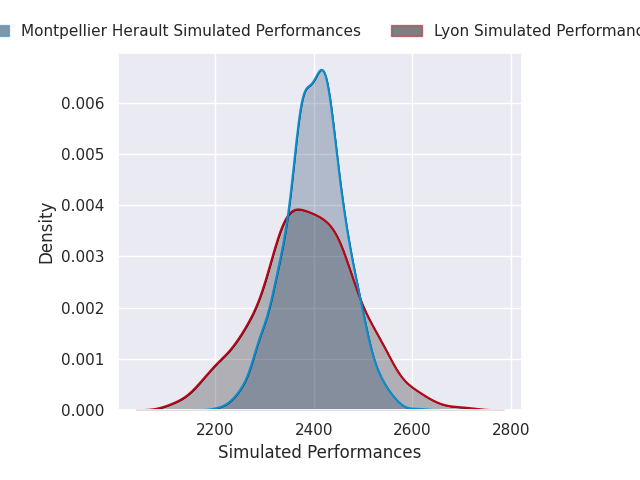 Montpellier Herault Simulated Performances
Lyon Simulated
Density
0.006
0.005
0.004
0.003
0.002
0.001
0.000
2200 2400 2600 2800
Simulated Performances